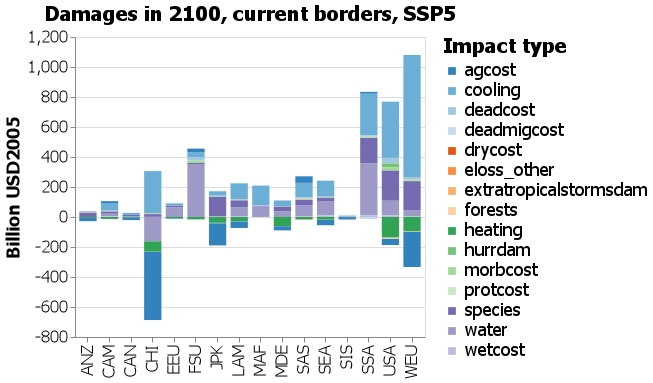 Damages in 2100, current borders, SSP5
Billion USD2005
1,200
1,000
800
600
400
200
0
-200
-400
-600
-800
ANZ
CAM
CAN
CHI
EEU
FSU
JPK
LAM
MAF
MDE
SAS
SEA
SIS
SSA
USA
WEU
Impact type
agcost
cooling
deadcost
deadmigcost
drycost
eloss_other
extratropicalstormsdam
forests
heating
hurrdam
morbcost
protcost
species
water
wetcost